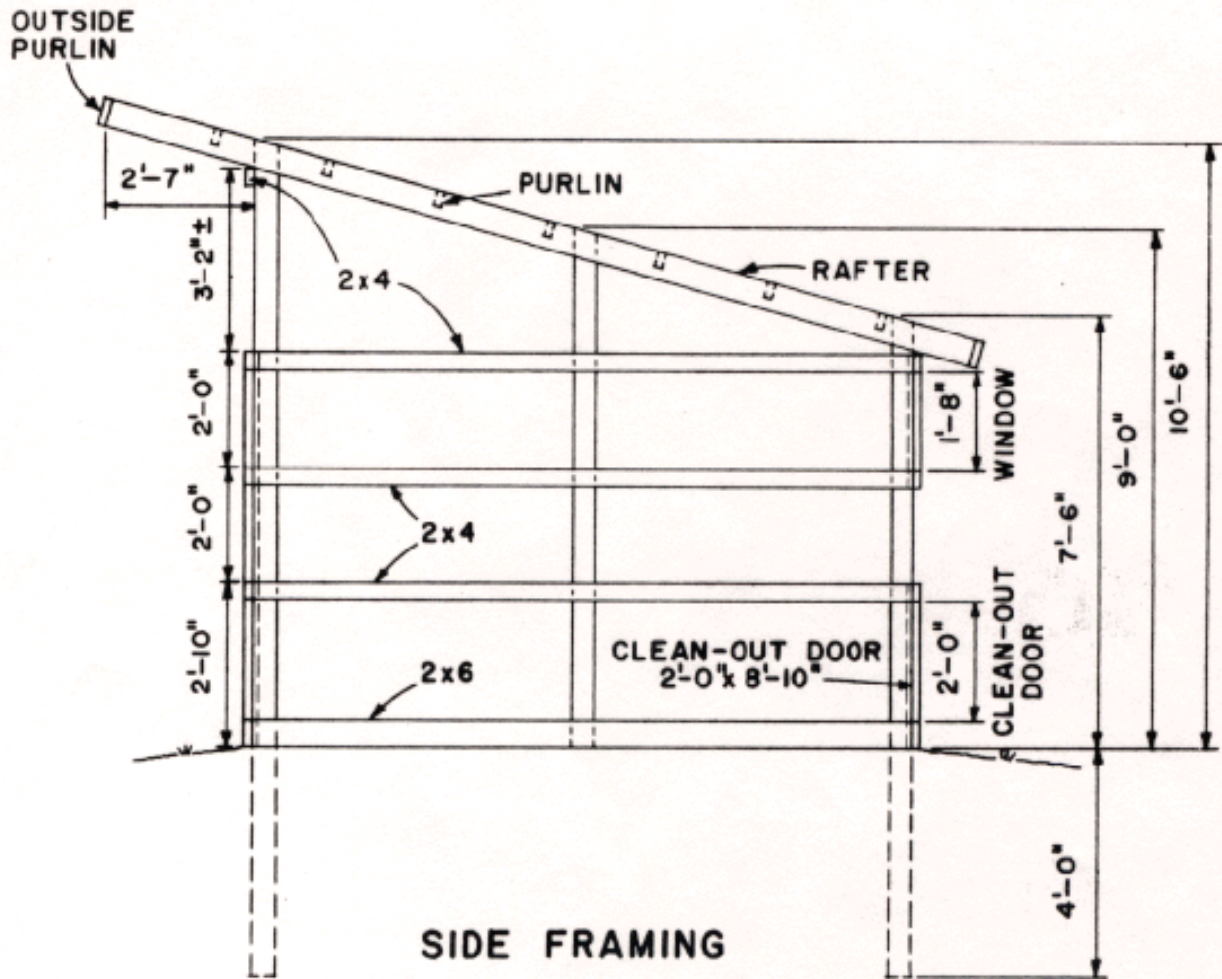 OUTSIDE
PURLIN
2'-7"
PURLIN
3'-2"±
2x4
RAFTER
2'-0"
1'-8"
WINDOW
10'-6"
9'-0"
7'-6"
2'-0"
2x4
2'-10"
2x6
CLEAN-OUT DOOR
2'-0"x 8'-10"
2'-0"
CLEAN-OUT
DOOR
4'-0"
SIDE FRAMING